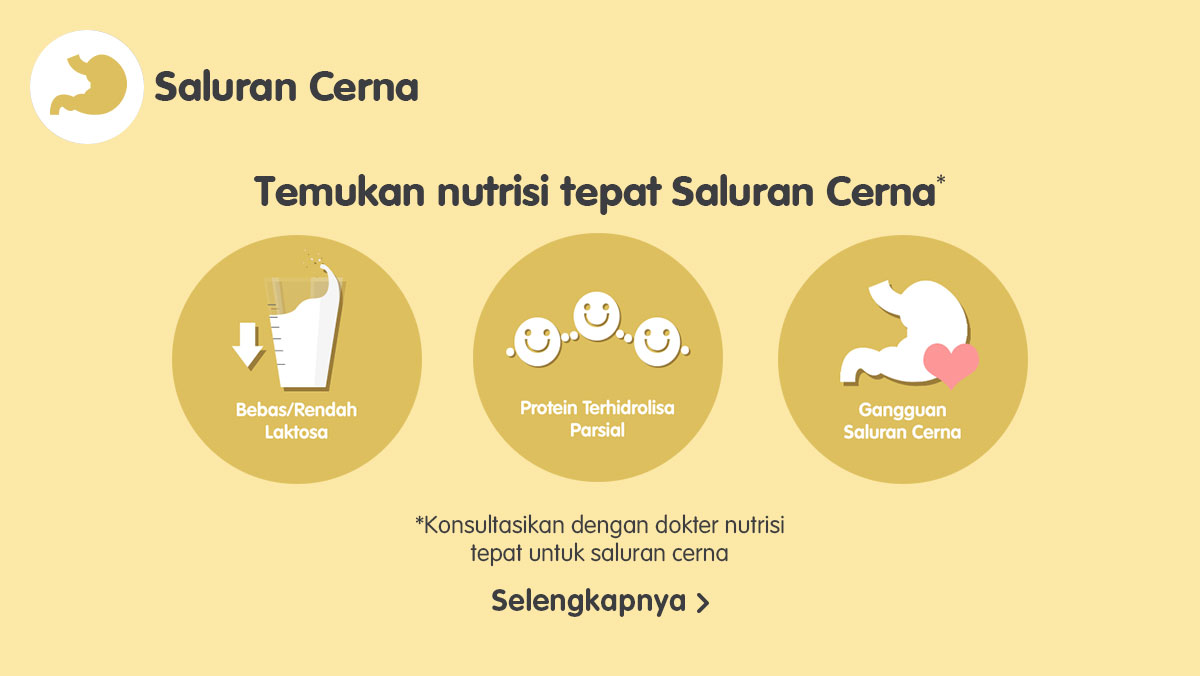 Saluran Cerna
Temukan nutrisi tepat Saluran Cerna*
Bebas/Rendah
Laktosa
Protein Terhidrolisa
Parsial
Gangguan
Saluran Cerna
*Konsultasikan dengan dokter nutrisi
tepat untuk saluran cerna
Selengkapnya >